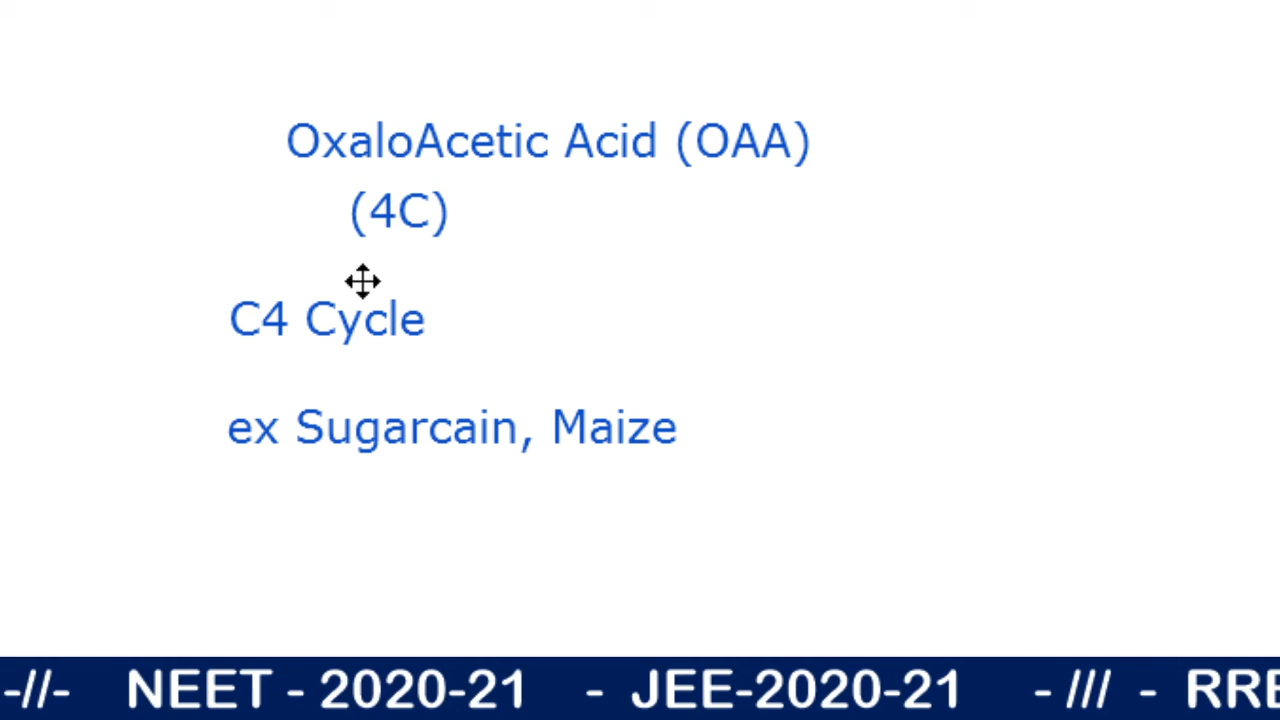 OxaloAcetic Acid (OAA)
(4C)
C4 Cycle
ex Sugarcain, Maize
-//- NEET - 2020-21 - JEE-2020-21 - /// -